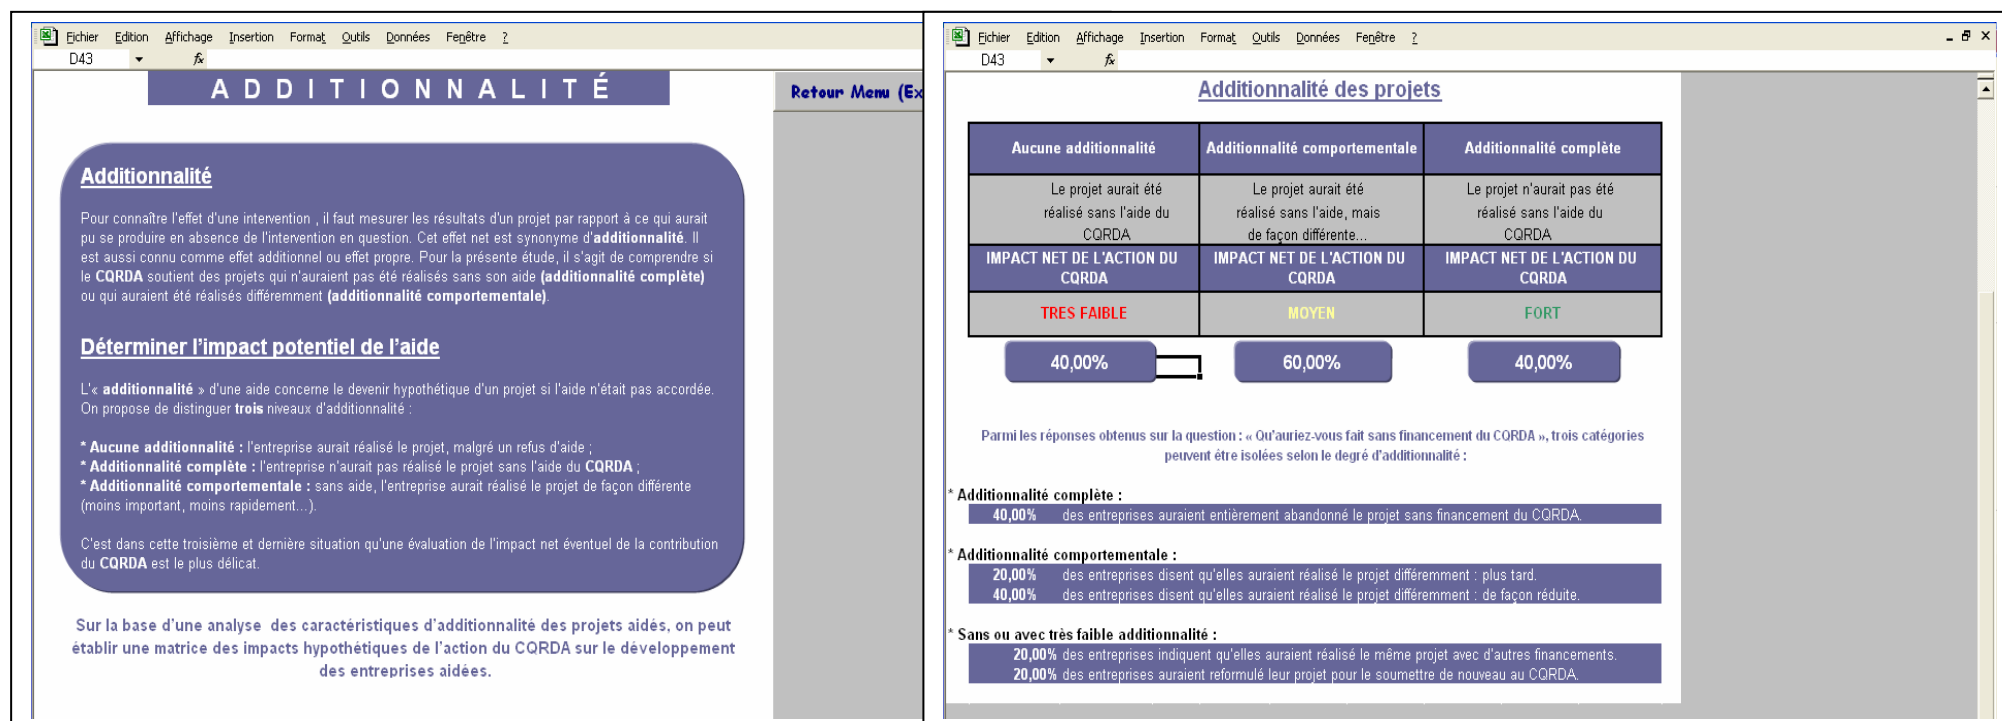 Fichier Edition Affichage Insertion Format Outils Données Fenêtre ?
D43 fx
ADDITIONNALITÉ
Retour Menu (Ex
Additionnalité
Pour connaître l'effet d'une intervention , il faut mesurer les résultats d'un projet par rapport à ce qui aurait
pu se produire en absence de l'intervention en question. Cet effet net est synonyme d'additionnalité. Il
est aussi connu comme effet additionnel ou effet propre. Pour la présente étude, il s'agit de comprendre si
le CQRDA soutient des projets qui n'auraient pas été réalisés sans son aide (additionnalité complète)
ou qui auraient été réalisés différemment (additionnalité comportementale).
Déterminer l'impact potentiel de l'aide
L'« additionnalité » d'une aide concerne le devenir hypothétique d'un projet si l'aide n'était pas accordée.
On propose de distinguer trois niveaux d'additionnalité :
* Aucune additionnalité : l'entreprise aurait réalisé le projet, malgré un refus d'aide ;
* Additionnalité complète : l'entreprise n'aurait pas réalisé le projet sans l'aide du CQRDA ;
* Additionnalité comportementale : sans aide, l'entreprise aurait réalisé le projet de façon différente
(moins important, moins rapidement...).
C'est dans cette troisième et dernière situation qu'une évaluation de l'impact net éventuel de la contribution
du CQRDA est le plus délicat.
Sur la base d'une analyse des caractéristiques d'additionnalité des projets aidés, on peut
établir une matrice des impacts hypothétiques de l'action du CQRDA sur le développement
des entreprises aidées.
Fichier Edition Affichage Insertion Format Outils Données Fenêtre ?
D43 fx
Additionnalité des projets
Aucune additionnalité Additionnalité comportementale Additionnalité complète
Le projet aurait été Le projet aurait été Le projet n'aurait pas été
réalisé sans l'aide du réalisé sans l'aide, mais réalisé sans l'aide du
CQRDA de façon différente... CQRDA
IMPACT NET DE L'ACTION DU IMPACT NET DE L'ACTION DU IMPACT NET DE L'ACTION DU
CQRDA CQRDA CQRDA
TRES FAIBLE MOYEN FORT
40,00% 60,00% 40,00%
Parmi les réponses obtenus sur la question : « Qu'auriez-vous fait sans financement du CQRDA », trois catégories
peuvent être isolées selon le degré d'additionnalité :
* Additionnalité complète :
40,00% des entreprises auraient entièrement abandonné le projet sans financement du CQRDA.
* Additionnalité comportementale :
20,00% des entreprises disent qu'elles auraient réalisé le projet différemment : plus tard.
40,00% des entreprises disent qu'elles auraient réalisé le projet différemment : de façon réduite.
* Sans ou avec très faible additionnalité :
20,00% des entreprises indiquent qu'elles auraient réalisé le même projet avec d'autres financements.
20,00% des entreprises auraient reformulé leur projet pour le soumettre de nouveau au CQRDA.